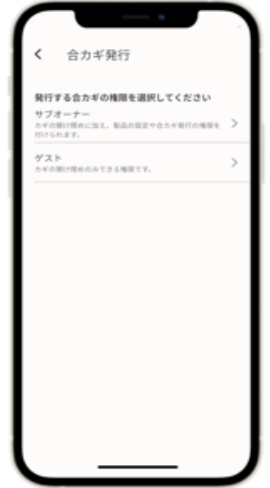 合カギ発行
発行する合カギの権限を選択してください
サブオーナー
カギの開け閉めに加え、製品の設定や合カギ発行の権限を
付けられます。
ゲスト
カギの開け閉めのみできる権限です。